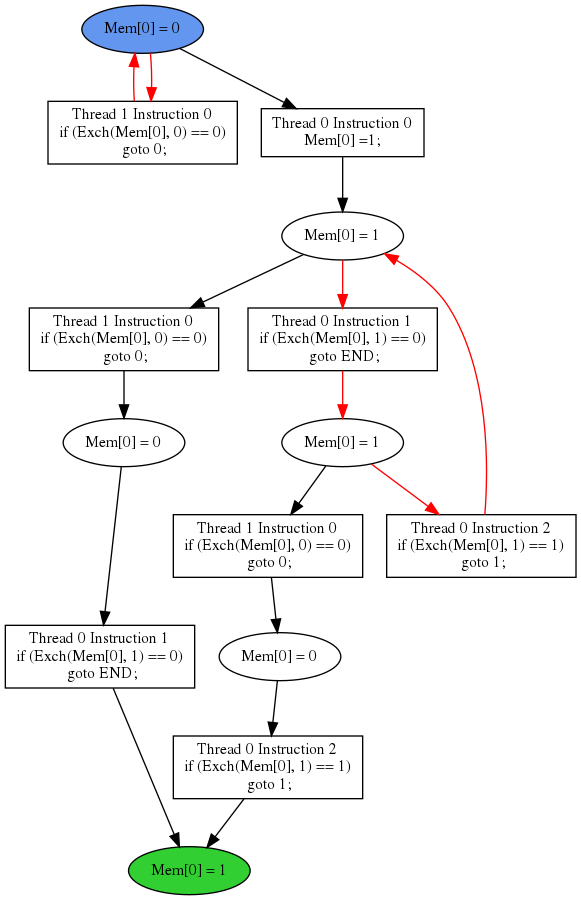 Mem[0] = 0
Thread 1 Instruction 0
if (Exch(Mem[0], 0) == 0)
goto 0;
Thread 0 Instruction 0
Mem[0] =1;
Mem[0] = 1
Thread 1 Instruction 0
if (Exch(Mem[0], 0) == 0)
goto 0;
Thread 0 Instruction 1
if (Exch(Mem[0], 1) == 0)
goto END;
Mem[0] = 0
Mem[0] = 1
Thread 1 Instruction 0
if (Exch(Mem[0], 0) == 0)
goto 0;
Thread 0 Instruction 2
if (Exch(Mem[0], 1) == 1)
goto 1;
Thread 0 Instruction 1
if (Exch(Mem[0], 1) == 0)
goto END;
Mem[0] = 0
Thread 0 Instruction 2
if (Exch(Mem[0], 1) == 1)
goto 1;
Mem[0] = 1